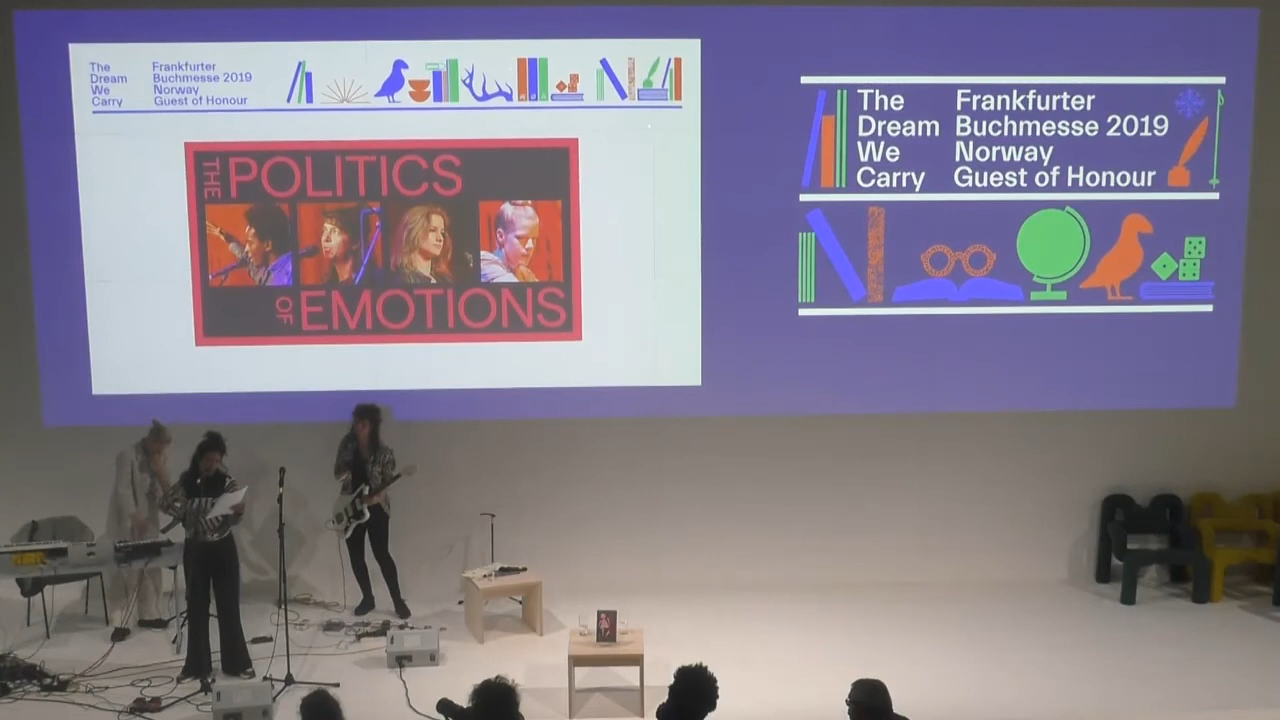 The Frankfurter
Dream Buchmesse 2019
We Norway
Carry Guest of Honour
THE POLITICS
OF EMOTIONS
The Frankfurter
Dream Buchmesse 2019
We Norway
Carry Guest of Honour